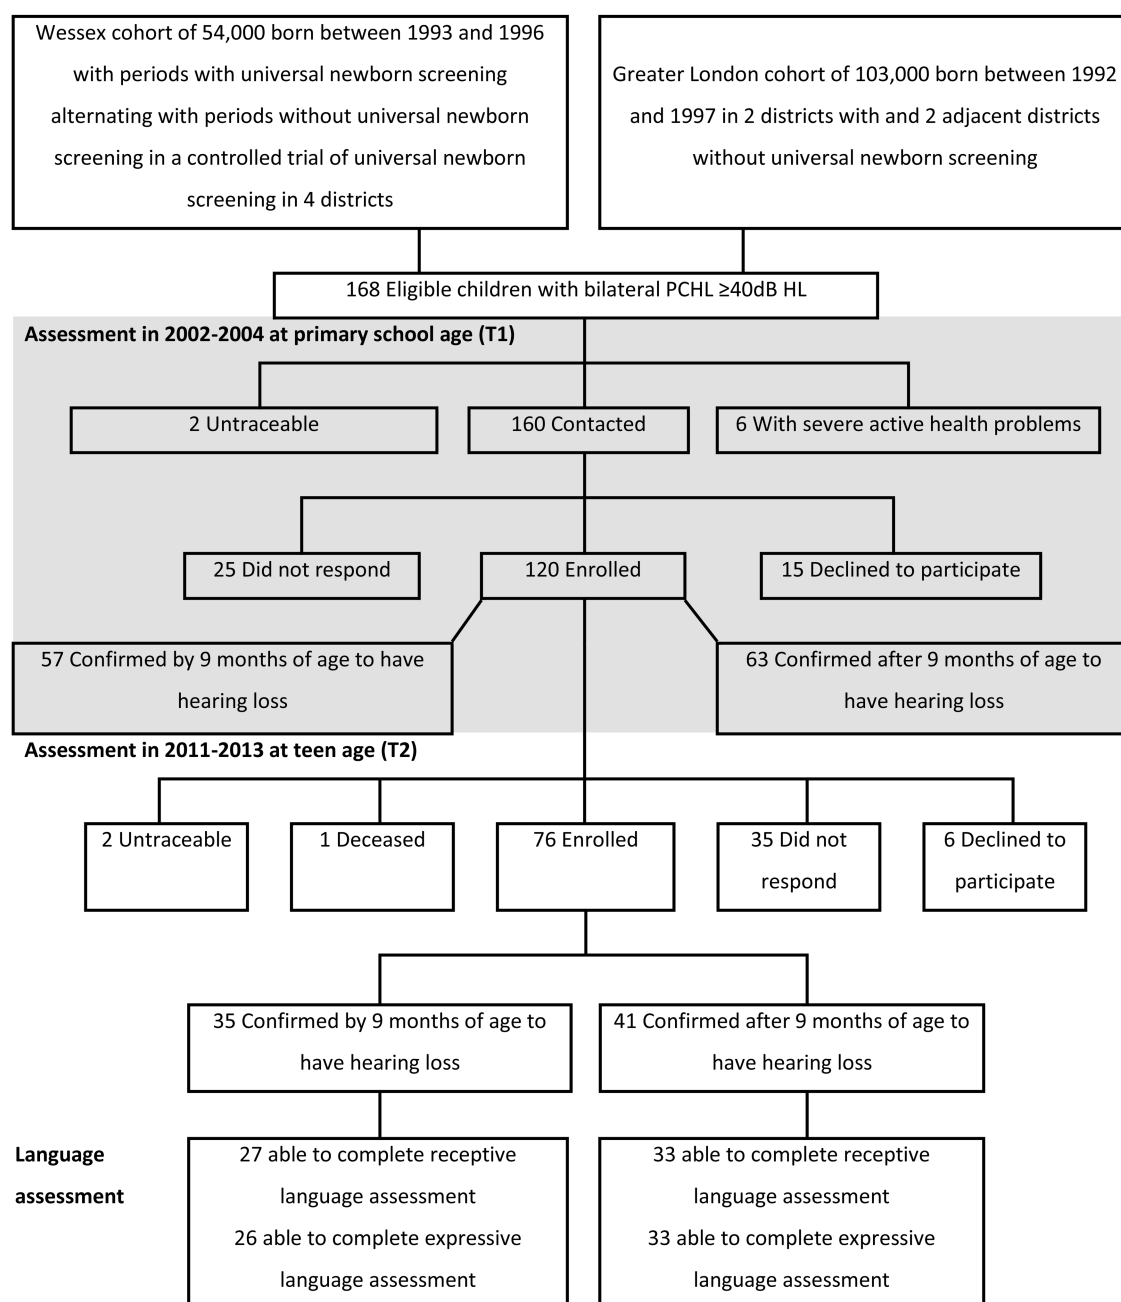 Wessex cohort of 54,000 born between 1993 and 1996
with periods with universal newborn screening
alternating with periods without universal newborn
screening in a controlled trial of universal newborn
screening in 4 districts
Greater London cohort of 103,000 born between 1992
and 1997 in 2 districts with and 2 adjacent districts
without universal newborn screening
168 Eligible children with bilateral PCHL ≥40dB HL
Assessment in 2002-2004 at primary school age (T1)
2 Untraceable
160 Contacted
6 With severe active health problems
25 Did not respond
120 Enrolled
15 Declined to participate
57 Confirmed by 9 months of age to have
hearing loss
63 Confirmed after 9 months of age to
have hearing loss
Assessment in 2011-2013 at teen age (T2)
2 Untraceable
1 Deceased
76 Enrolled
35 Did not
respond
6 Declined to
participate
35 Confirmed by 9 months of age to
have hearing loss
41 Confirmed after 9 months of age to
have hearing loss
Language
assessment
27 able to complete receptive
language assessment
26 able to complete expressive
language assessment
33 able to complete receptive
language assessment
33 able to complete expressive
language assessment